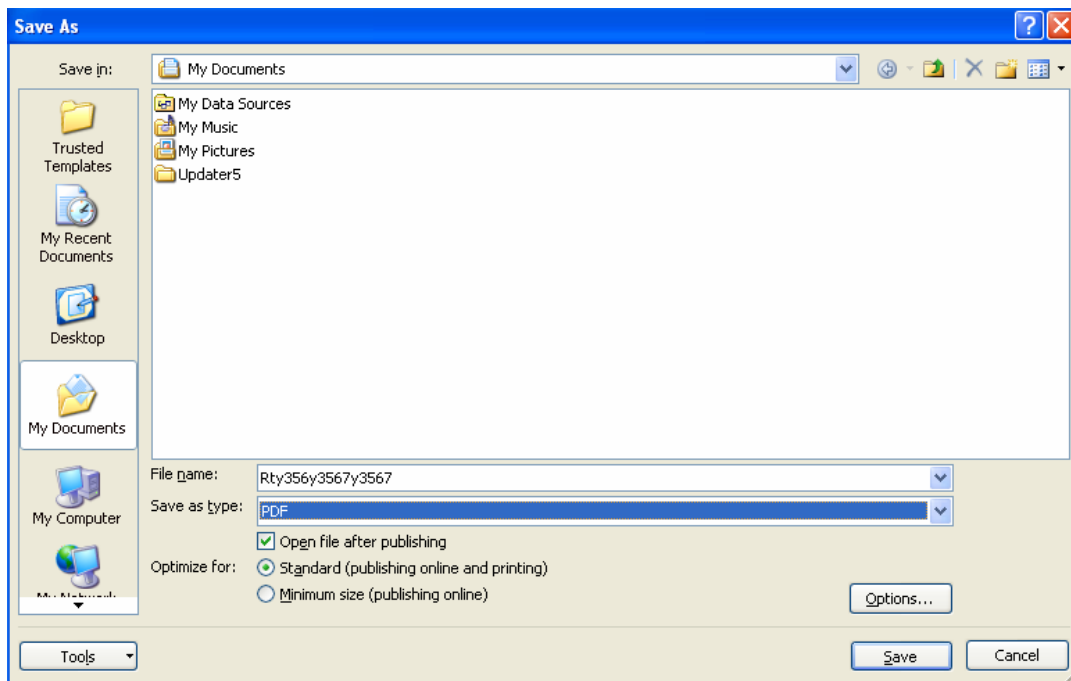 Save As
Save in:
My Documents
My Data Sources
My Music
My Pictures
Updater5
Trusted
Templates
My Recent
Documents
Desktop
My Documents
My Computer
File name:
Rty356y3567y3567
Save as type:
PDF
Open file after publishing
Optimize for:
Standard (publishing online and printing)
Minimum size (publishing online)
Options...
Tools
Save
Cancel